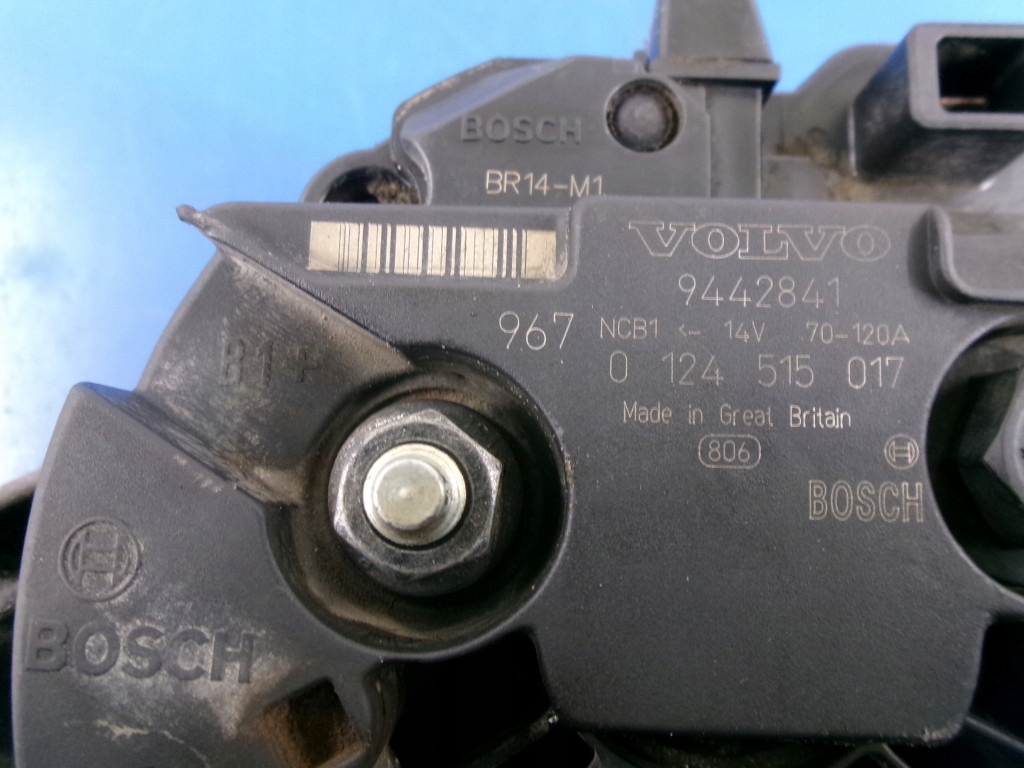 BOSCH
BR14-M1
VOLVO
9442841
967 NCB1 <- 14V 70-120A
0 124 515 017
Made in Great Britain
806
BOSCH
B1+
BOSCH